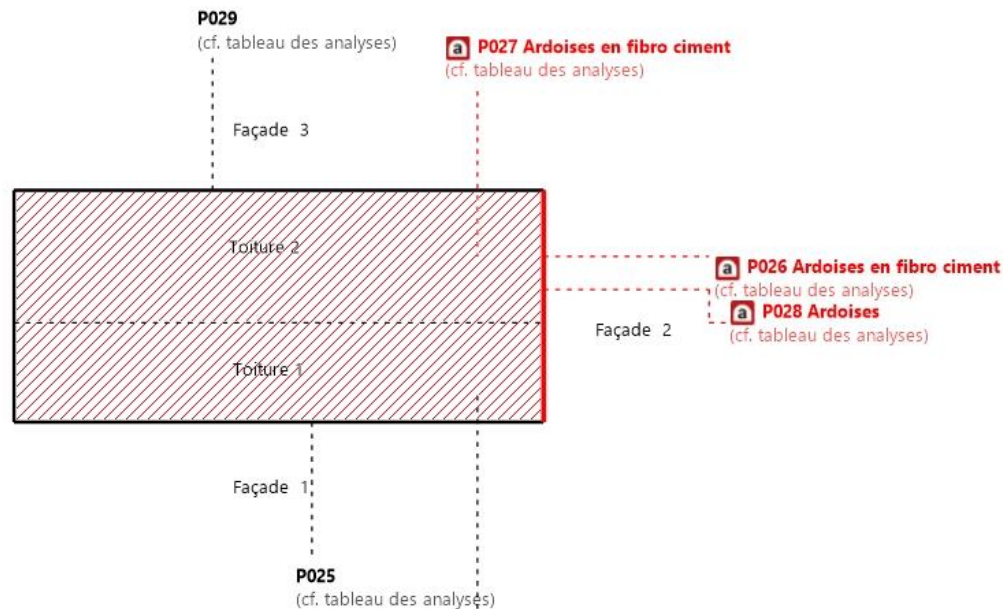 P029
(cf. tableau des analyses)
a P027 Ardoises en fibro ciment
(cf. tableau des analyses)
Façade 3
Toiture 2
a P026 Ardoises en fibro ciment
(cf. tableau des analyses)
a P028 Ardoises
(cf. tableau des analyses)
Façade 2
Toiture 1
Façade 1
P025
(cf. tableau des analyses)